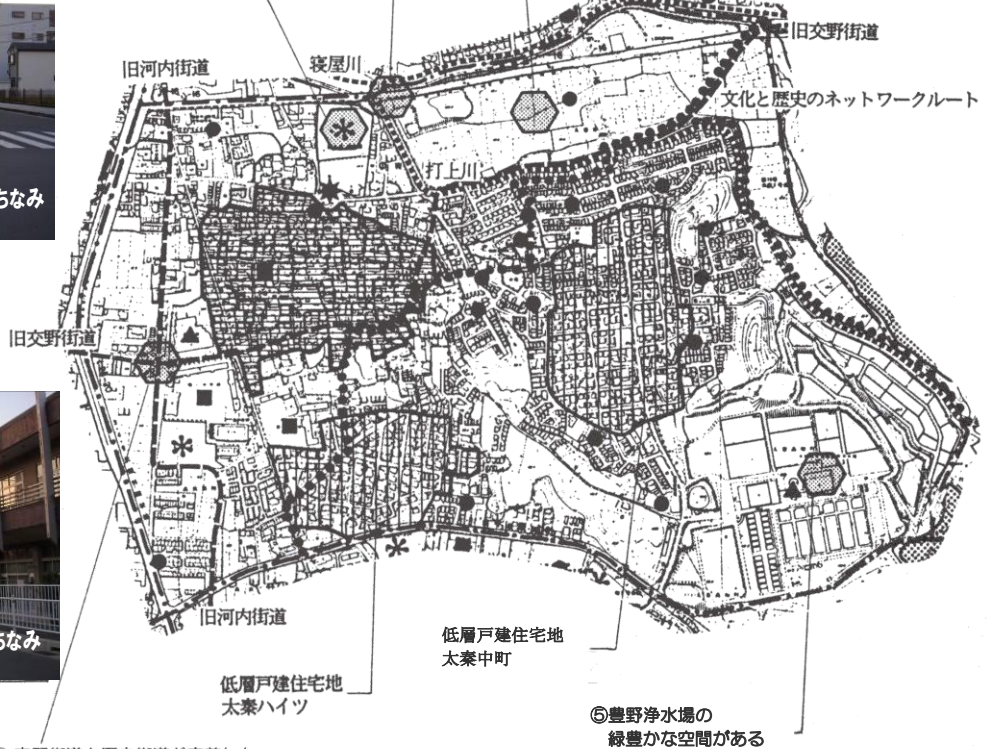 旧交野街道
旧河内街道
寝屋川
文化と歴史のネットワークルート
打上川
ちなみ
旧交野街道
旧河内街道
ちなみ
低層戸建住宅地
太秦中町
低層戸建住宅地
太秦ハイツ
⑤豊野浄水場の
緑豊かな空間がある